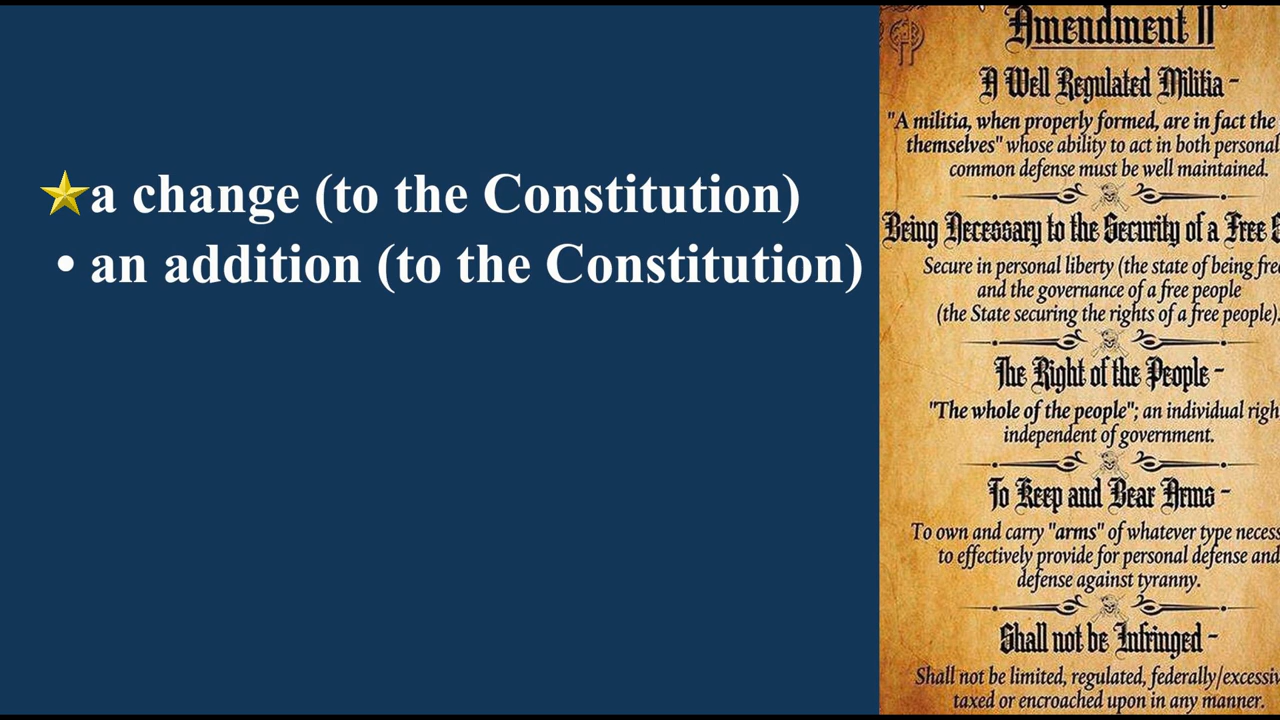 a change (to the Constitution)
• an addition (to the Constitution)
Amendment II
A Well Regulated Militia -
"A militia, when properly formed, are in fact the
themselves" whose ability to act in both personal
common defense must be well maintained.
Being Necessary to the Security of a Free
Secure in personal liberty (the state of being free
and the governance of a free people
(the State securing the rights of a free people).
The Right of the People -
"The whole of the people"; an individual
independent of government.
To Keep and Bear Arms -
To own and carry "arms" of whatever type
to effectively provide for personal defense and
defense against tyranny.
Shall not be Infringed -
Shall not be limited, regulated,
taxed or encroached upon in any manner.